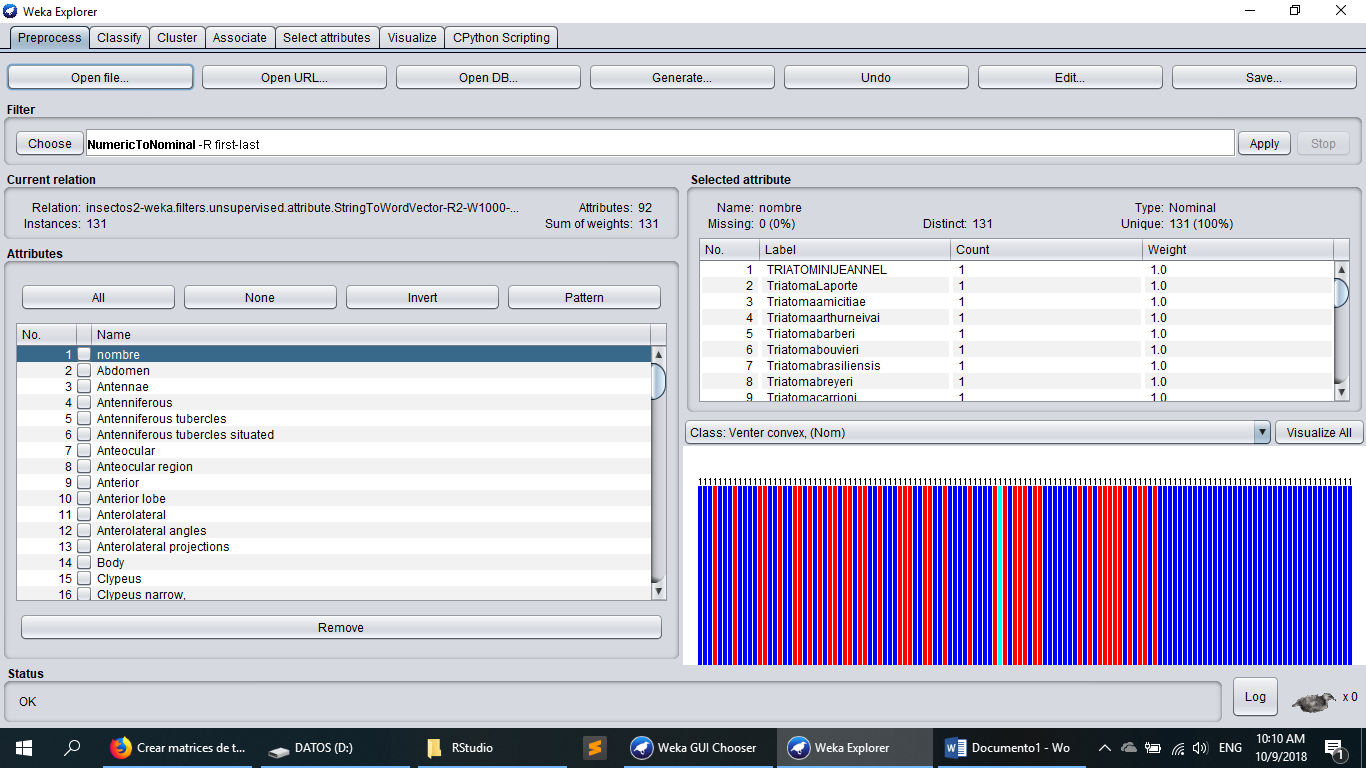 Weka Explorer
Preprocess Classify Cluster Associate Select attributes Visualize CPython Scripting
Open file... Open URL... Open DB... Generate... Undo Edit... Save...
Filter
Choose NumericToNominal -R first-last Apply Stop
Current relation
Relation: insectos2-weka.filters.unsupervised.attribute.StringToWordVector-R2-W1000-... Attributes: 92
Instances: 131 Sum of weights: 131
Selected attribute
Name: nombre Type: Nominal
Missing: 0 (0%) Distinct: 131 Unique: 131 (100%)
No. Label Count Weight
1 TRIATOMINIJEANNEL 1 1.0
2 TriatomaLaporte 1 1.0
3 Triatomaamicitiae 1 1.0
4 Triatomaarthurneivai 1 1.0
5 Triatomabarberi 1 1.0
6 Triatomabouvieri 1 1.0
7 Triatomabrasiliensis 1 1.0
8 Triatomabreyeri 1 1.0
9 Triatomacarrioni 1 1.0
Attributes
All None Invert Pattern
No. Name
1 nombre
2 Abdomen
3 Antennae
4 Antenniferous
5 Antenniferous tubercles
6 Antenniferous tubercles situated
7 Anteocular
8 Anteocular region
9 Anterior
10 Anterior lobe
11 Anterolateral
12 Anterolateral angles
13 Anterolateral projections
14 Body
15 Clypeus
16 Clypeus narrow,
Remove
Class: Venter convex, (Nom) Visualize All
Status
OK
Log x 0
Crear matrices de t... DATOS (D:) RStudio Weka GUI Chooser Weka Explorer Documento1 - Wo ENG 10:10 AM
10/9/2018 1